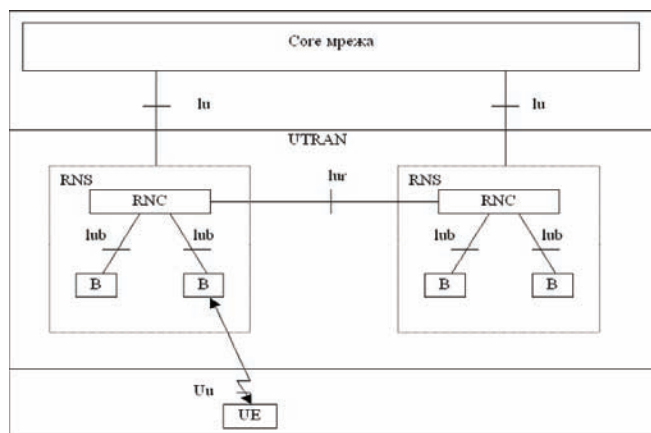 Core мрежа
Iu
Iu
UTRAN
RNS
RNS
Iur
RNC
RNC
Iub
Iub
Iub
Iub
B
B
B
B
Uu
UE